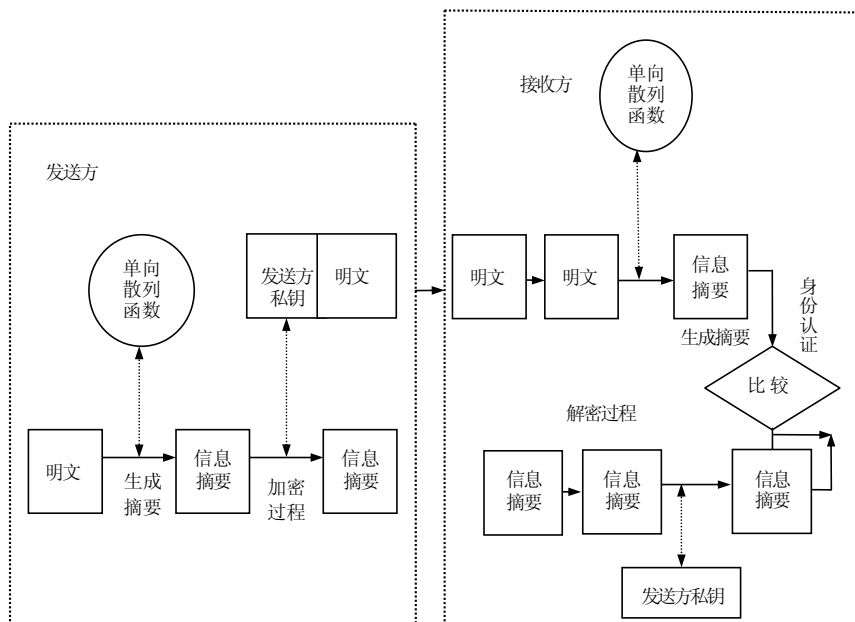 发送方
单向
散列
函数
发送方
私钥
明文
明文
生成
摘要
信息
摘要
加密
过程
信息
摘要
接收方
单向
散列
函数
明文
明文
信息
摘要
生成摘要
身
份
认
证
比 较
解密过程
信息
摘要
信息
摘要
信息
摘要
发送方私钥